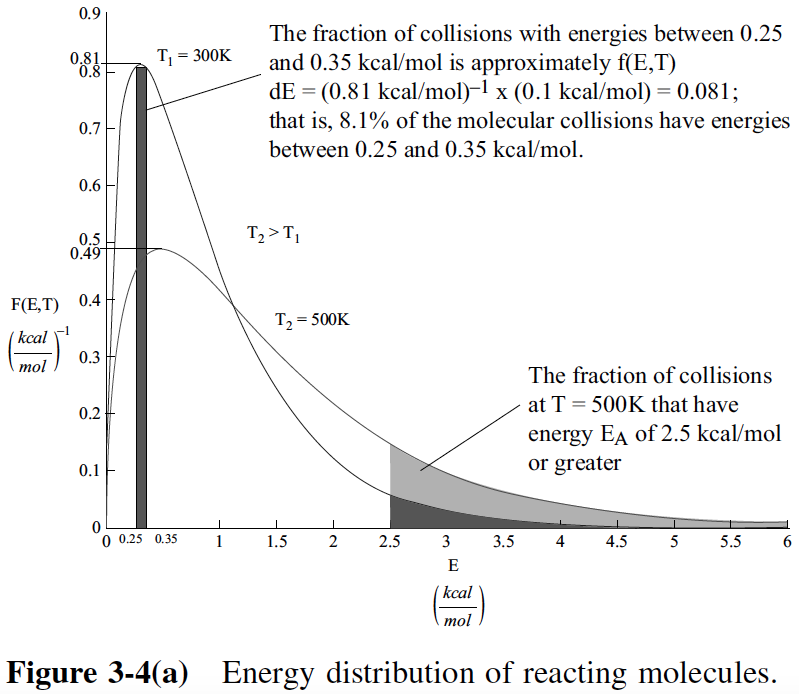 0.9
The fraction of collisions with energies between 0.25
and 0.35 kcal/mol is approximately f(E,T)
dE = (0.81 kcal/mol)–1 x (0.1 kcal/mol) = 0.081;
that is, 8.1% of the molecular collisions have energies
between 0.25 and 0.35 kcal/mol.
T1 = 300K
0.81
0.8
0.7
0.6
0.5
0.49
T2 > T1
F(E,T)
(kcal/mol)–1
0.4
T2 = 500K
0.3
The fraction of collisions
at T = 500K that have
energy EA of 2.5 kcal/mol
or greater
0.2
0.1
0
0 0.25 0.35 1 1.5 2 2.5 3 3.5 4 4.5 5 5.5 6
E
(kcal/mol)
Figure 3-4(a) Energy distribution of reacting molecules.